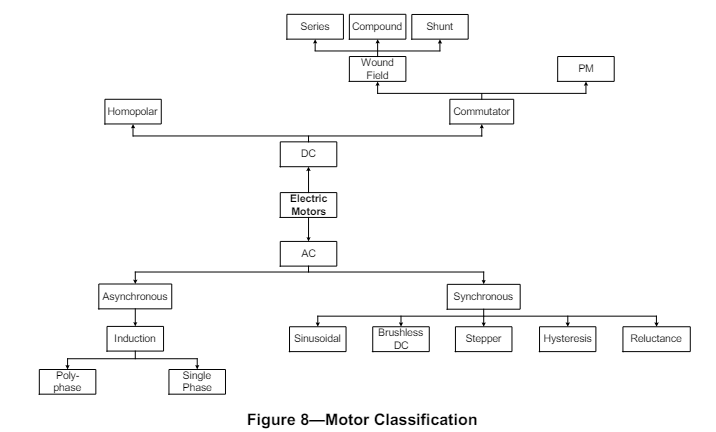 Series Compound Shunt
Wound
Field
PM
Homopolar Commutator
DC
Electric
Motors
AC
Asynchronous Synchronous
Induction Sinusoidal Brushless
DC Stepper Hysteresis Reluctance
Poly-
phase
Single
Phase
Figure 8—Motor Classification